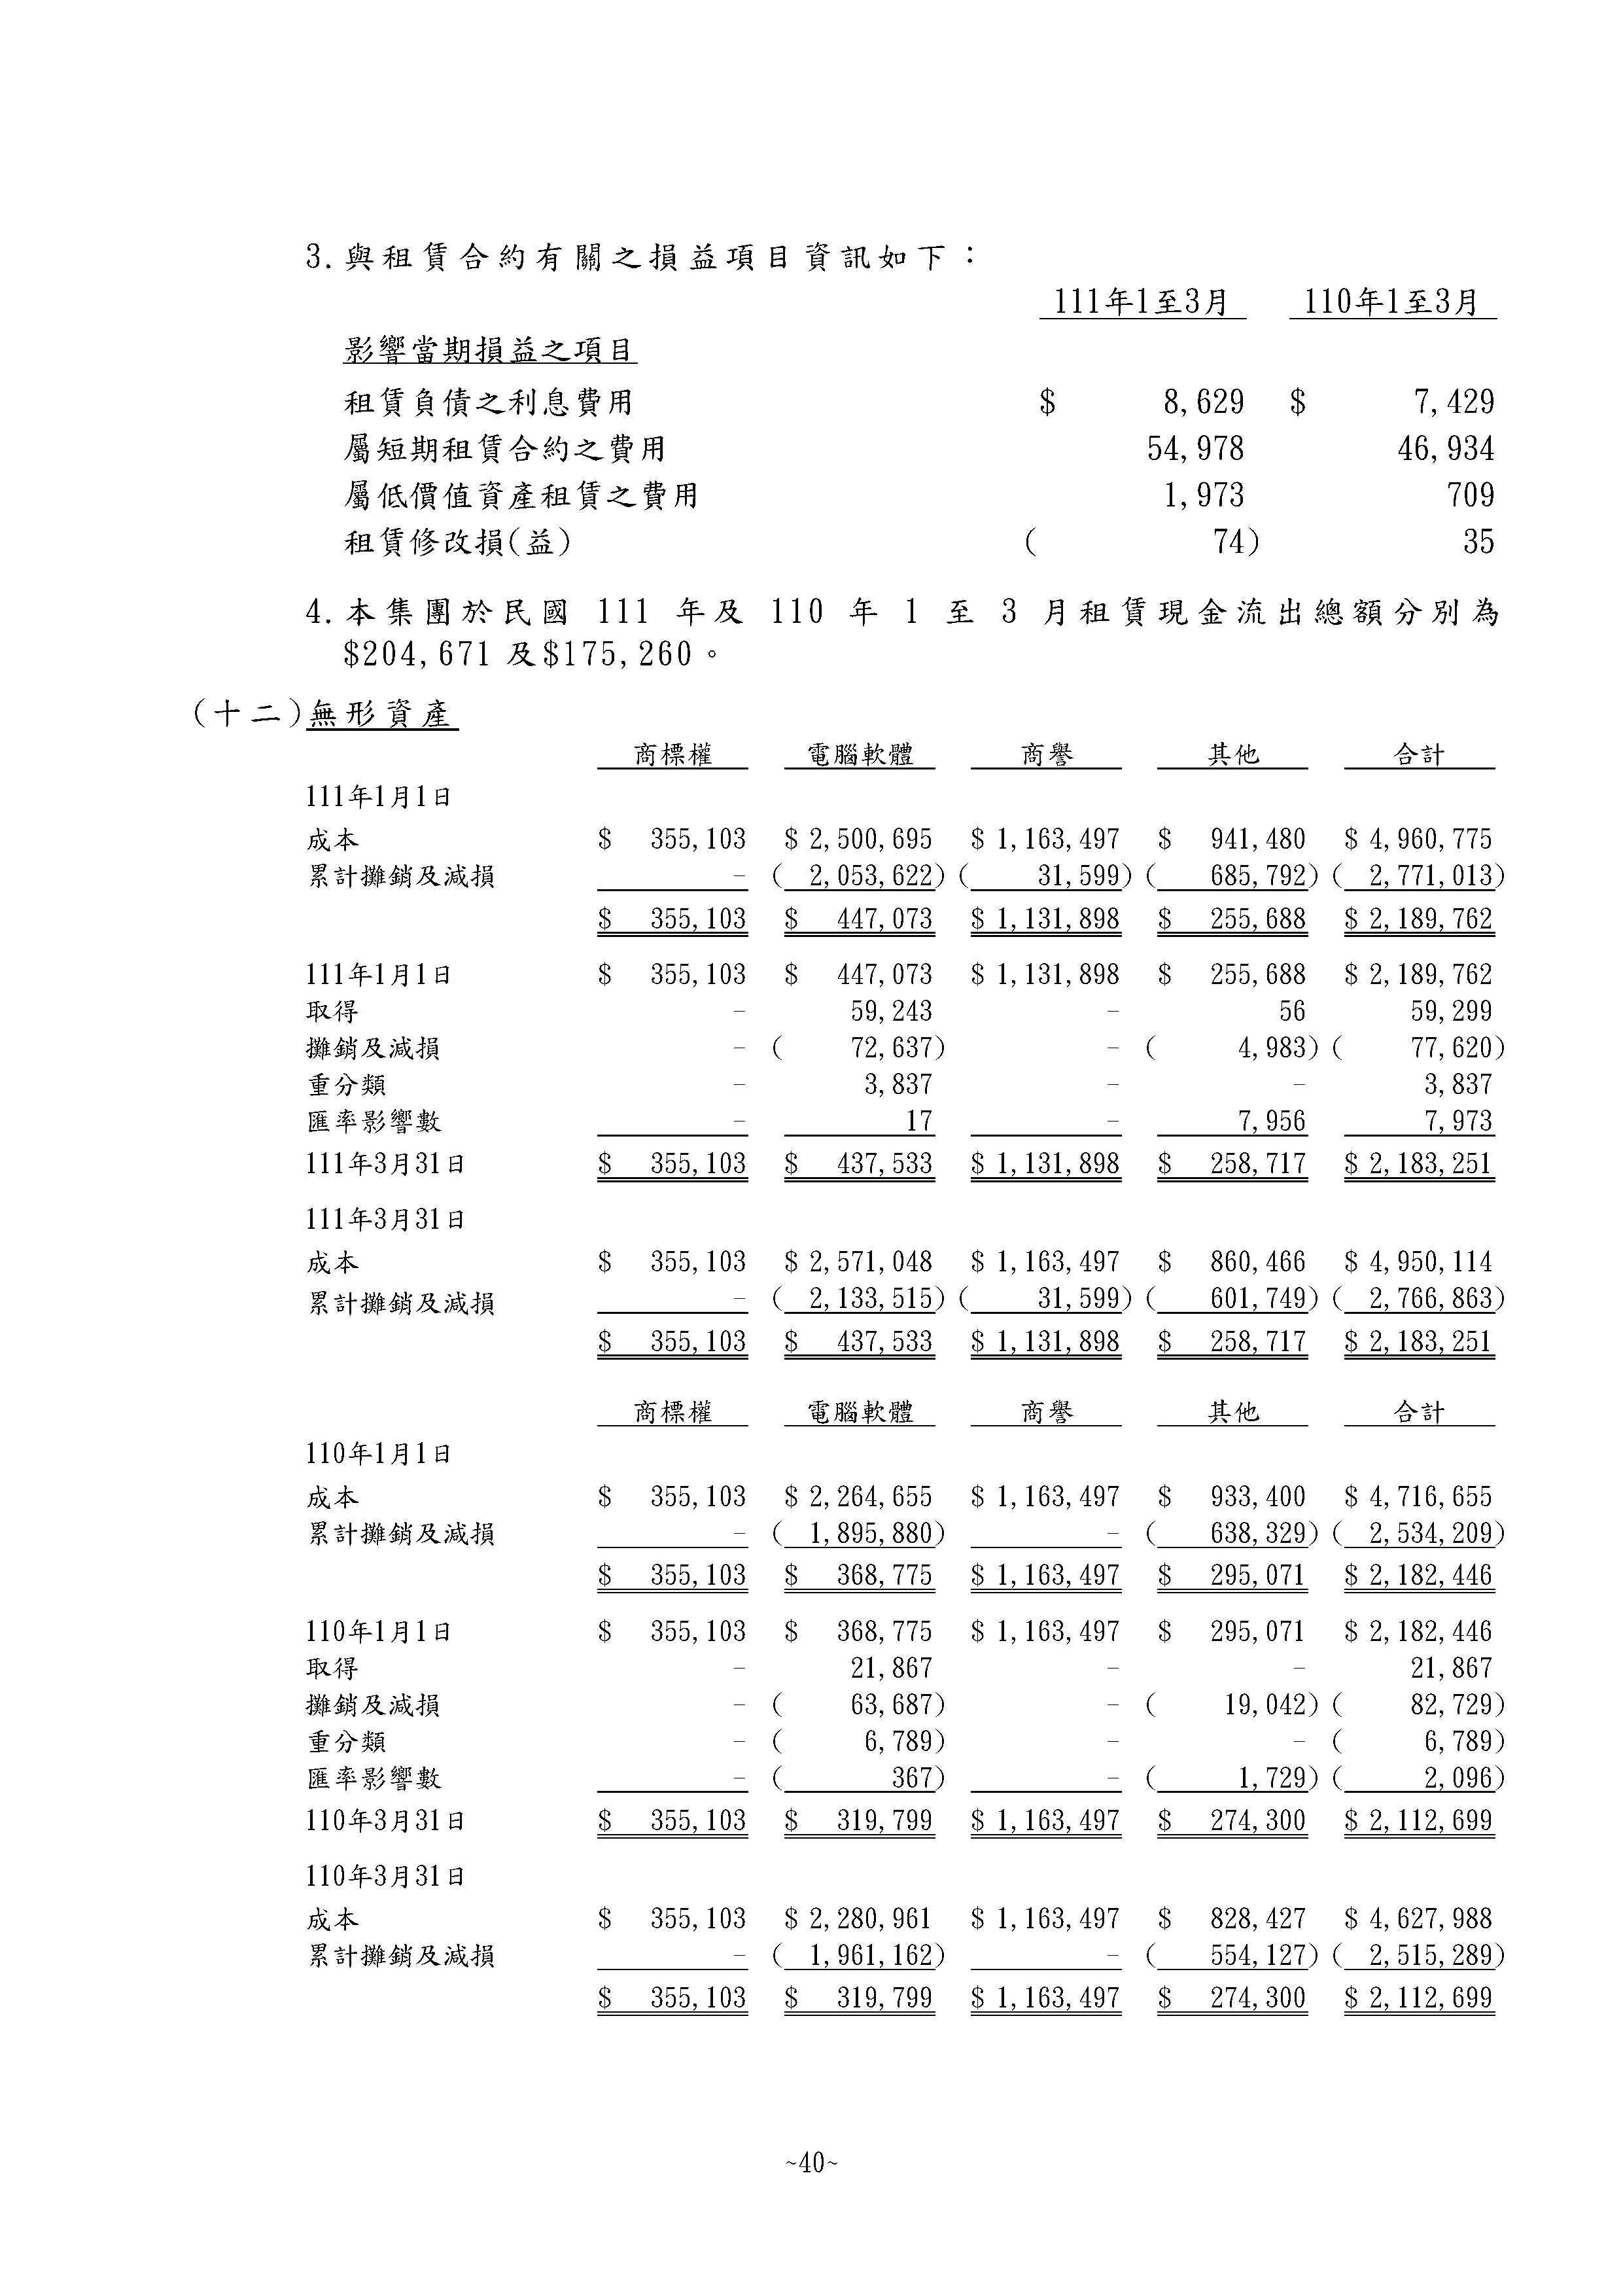 3.與租賃合約有關之損益項目資訊如下：
111年1至3月 110年1至3月
影響當期損益之項目
租賃負債之利息費用 $ 8,629 $ 7,429
屬短期租賃合約之費用 54,978 46,934
屬低價值資產租賃之費用 1,973 709
租賃修改損(益) ( 74) 35
4.本集團於民國 111 年及 110 年 1 至 3 月租賃現金流出總額分別為
$204,671 及$175,260。
(十二)無形資產
商標權 電腦軟體 商譽 其他 合計
111年1月1日
成本 $ 355,103 $ 2,500,695 $ 1,163,497 $ 941,480 $ 4,960,775
累計攤銷及減損 - ( 2,053,622) ( 31,599) ( 685,792) ( 2,771,013)
$ 355,103 $ 447,073 $ 1,131,898 $ 255,688 $ 2,189,762
111年1月1日 $ 355,103 $ 447,073 $ 1,131,898 $ 255,688 $ 2,189,762
取得 - 59,243 - 56 59,299
攤銷及減損 - ( 72,637) - ( 4,983) ( 77,620)
重分類 - 3,837 - - 3,837
匯率影響數 - 17 - 7,956 7,973
111年3月31日 $ 355,103 $ 437,533 $ 1,131,898 $ 258,717 $ 2,183,251
111年3月31日
成本 $ 355,103 $ 2,571,048 $ 1,163,497 $ 860,466 $ 4,950,114
累計攤銷及減損 - ( 2,133,515) ( 31,599) ( 601,749) ( 2,766,863)
$ 355,103 $ 437,533 $ 1,131,898 $ 258,717 $ 2,183,251
商標權 電腦軟體 商譽 其他 合計
110年1月1日
成本 $ 355,103 $ 2,264,655 $ 1,163,497 $ 933,400 $ 4,716,655
累計攤銷及減損 - ( 1,895,880) - ( 638,329) ( 2,534,209)
$ 355,103 $ 368,775 $ 1,163,497 $ 295,071 $ 2,182,446
110年1月1日 $ 355,103 $ 368,775 $ 1,163,497 $ 295,071 $ 2,182,446
取得 - 21,867 - - 21,867
攤銷及減損 - ( 63,687) - ( 19,042) ( 82,729)
重分類 - ( 6,789) - - ( 6,789)
匯率影響數 - ( 367) - ( 1,729) ( 2,096)
110年3月31日 $ 355,103 $ 319,799 $ 1,163,497 $ 274,300 $ 2,112,699
110年3月31日
成本 $ 355,103 $ 2,280,961 $ 1,163,497 $ 828,427 $ 4,627,988
累計攤銷及減損 - ( 1,961,162) - ( 554,127) ( 2,515,289)
$ 355,103 $ 319,799 $ 1,163,497 $ 274,300 $ 2,112,699
~40~